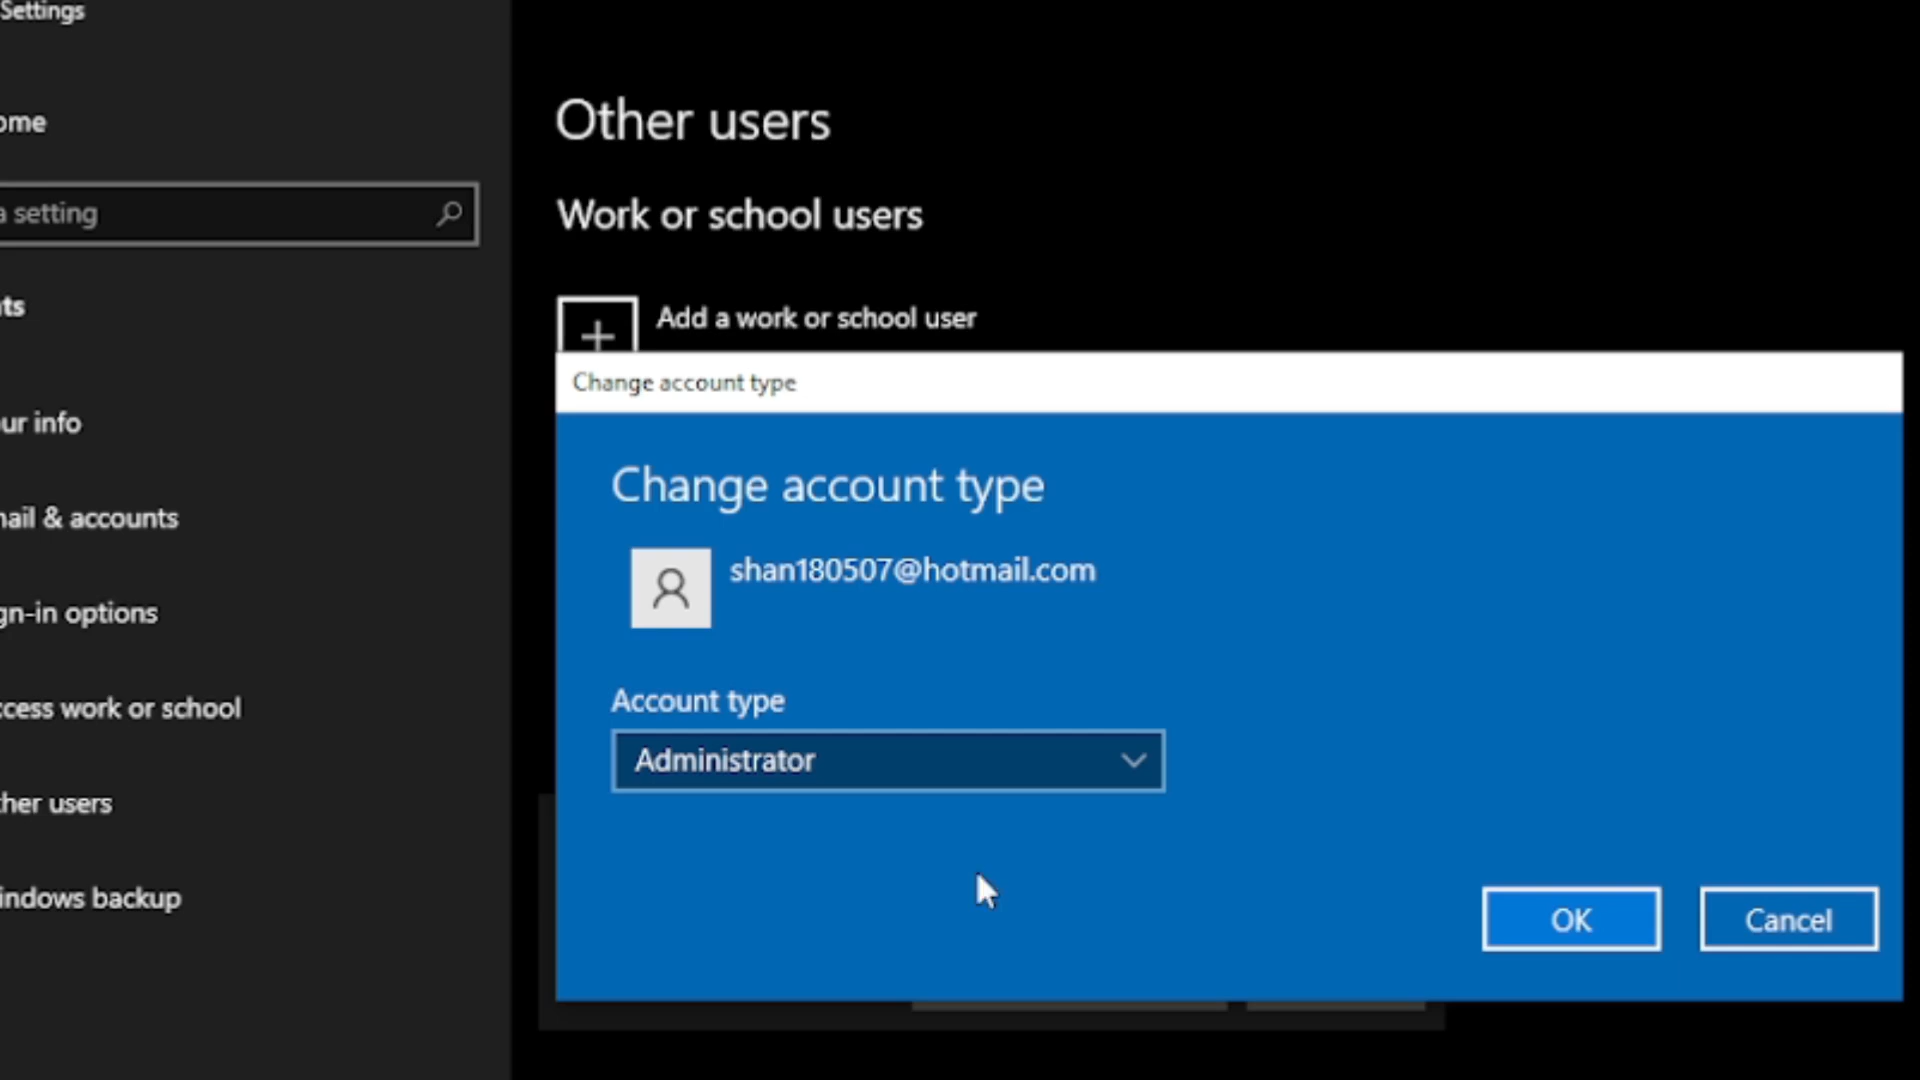 Settings
ome
a setting
ts
ur info
ail & accounts
gn-in options
ccess work or school
her users
indows backup
Other users
Work or school users
Add a work or school user
Change account type
Change account type
shan180507@hotmail.com
Account type
Administrator
OK
Cancel